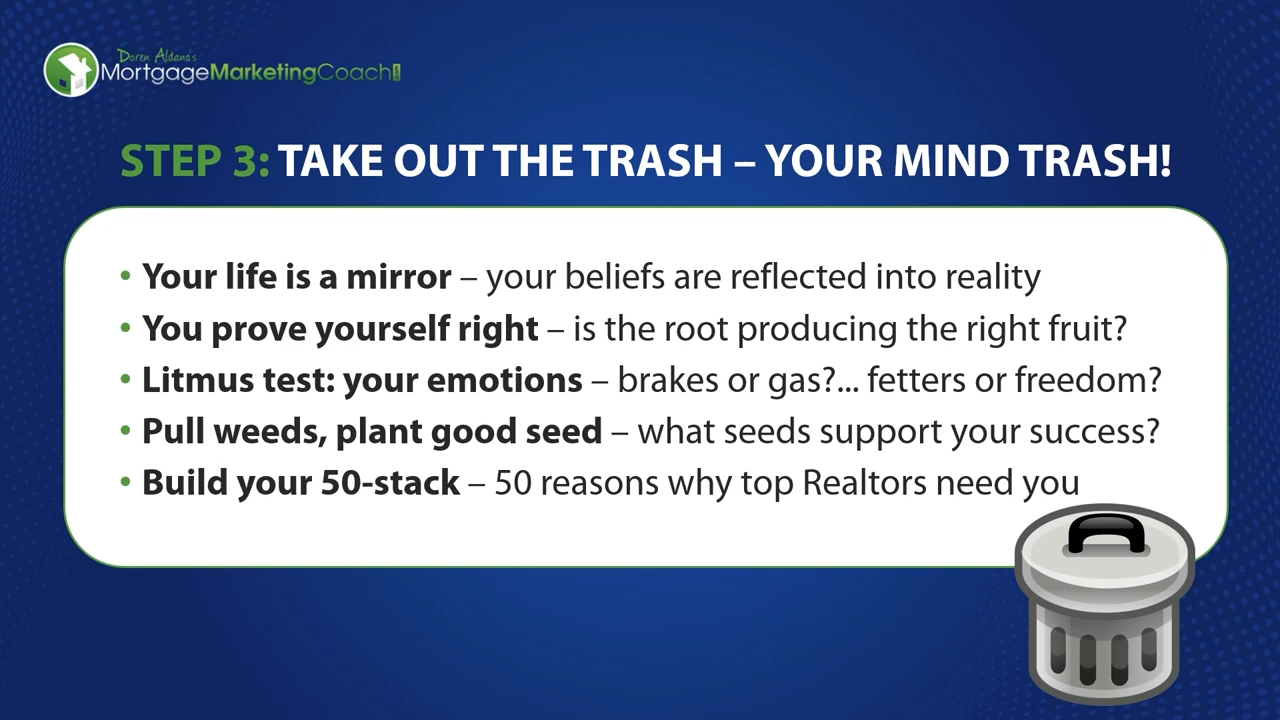 Doren Aldana's
MortgageMarketingCoach
STEP 3: TAKE OUT THE TRASH – YOUR MIND TRASH!
• Your life is a mirror – your beliefs are reflected into reality
• You prove yourself right – is the root producing the right fruit?
• Litmus test: your emotions – brakes or gas?... fetters or freedom?
• Pull weeds, plant good seed – what seeds support your success?
• Build your 50-stack – 50 reasons why top Realtors need you